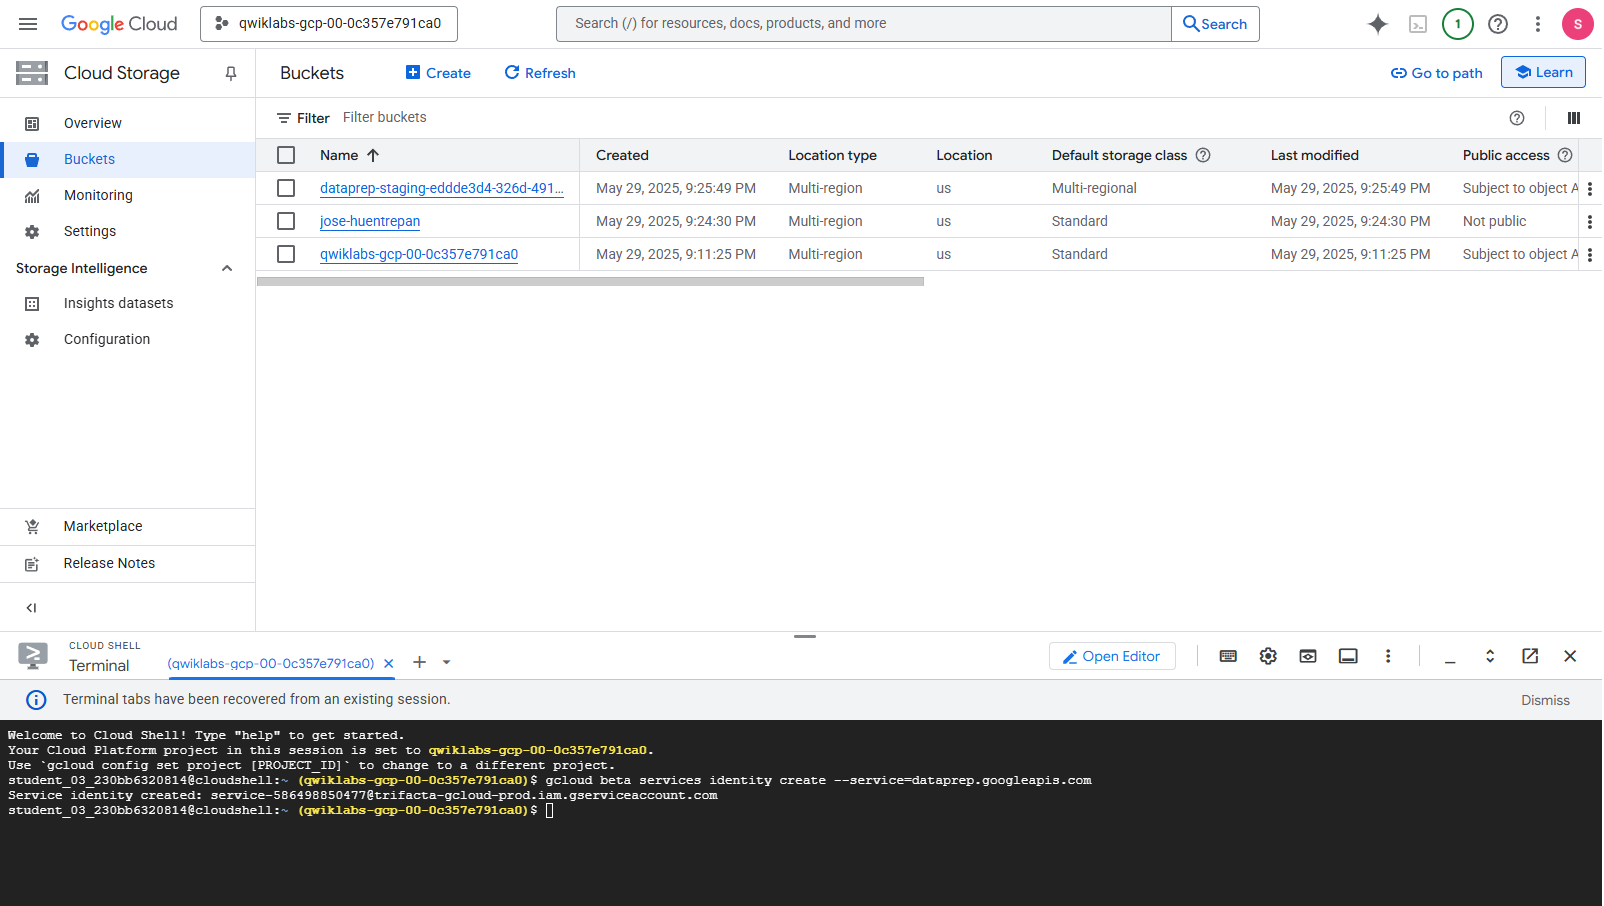 Google Cloud
qwiklabs-gcp-00-0c357e791ca0
Search (/) for resources, docs, products, and more
Search
1
S
Cloud Storage
Buckets
Create
Refresh
Go to path
Learn
Overview
Buckets
Monitoring
Settings
Storage Intelligence
Insights datasets
Configuration
Marketplace
Release Notes
Filter Filter buckets
Name Created Location type Location Default storage class Last modified Public access
dataprep-staging-eddde3d4-326d-491... May 29, 2025, 9:25:49 PM Multi-region us Multi-regional May 29, 2025, 9:25:49 PM Subject to object A
jose-huentrepan May 29, 2025, 9:24:30 PM Multi-region us Standard May 29, 2025, 9:24:30 PM Not public
qwiklabs-gcp-00-0c357e791ca0 May 29, 2025, 9:11:25 PM Multi-region us Standard May 29, 2025, 9:11:25 PM Subject to object A
CLOUD SHELL
Terminal
(qwiklabs-gcp-00-0c357e791ca0)
Open Editor
Terminal tabs have been recovered from an existing session.
Dismiss
Welcome to Cloud Shell! Type "help" to get started.
Your Cloud Platform project in this session is set to qwiklabs-gcp-00-0c357e791ca0.
Use `gcloud config set project [PROJECT_ID]` to change to a different project.
student_03_230bb6320814@cloudshell:~ (qwiklabs-gcp-00-0c357e791ca0)$ gcloud beta services identity create --service=dataprep.googleapis.com
Service identity created: service-586498850477@trifacta-gcloud-prod.iam.gserviceaccount.com
student_03_230bb6320814@cloudshell:~ (qwiklabs-gcp-00-0c357e791ca0)$